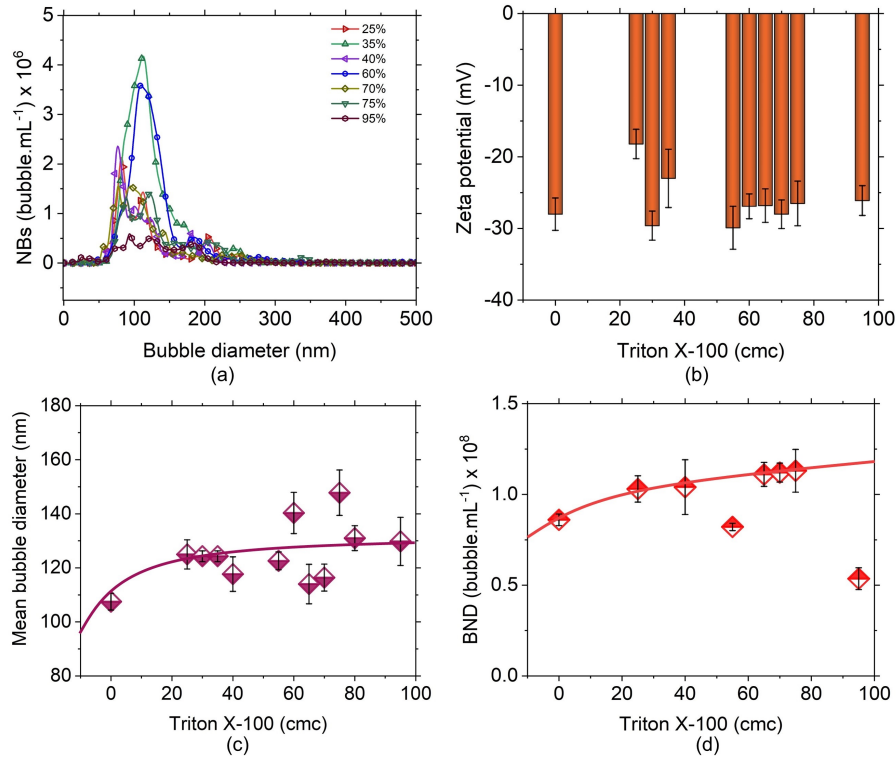 NBs (bubble.mL⁻¹) x 10⁶
6
5
4
3
2
1
0
25%
35%
40%
60%
70%
75%
95%
0 100 200 300 400 500
Bubble diameter (nm)
(a)
Zeta potential (mV)
0
-10
-20
-30
-40
0 20 40 60 80 100
Triton X-100 (cmc)
(b)
Mean bubble diameter (nm)
180
160
140
120
100
80
0 20 40 60 80 100
Triton X-100 (cmc)
(c)
BND (bubble.mL⁻¹) x 10⁸
1.5
1.0
0.5
0.0
0 20 40 60 80 100
Triton X-100 (cmc)
(d)